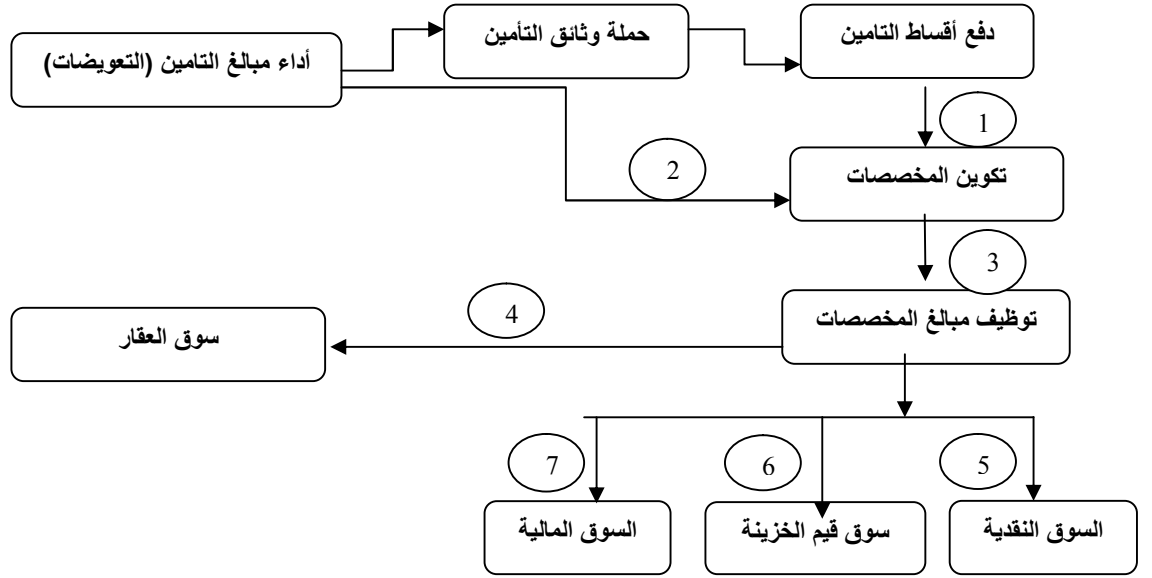 دفع أقساط التامين
حملة وثائق التأمين
أداء مبالغ التامين (التعويضات)
1
تكوين المخصصات
2
3
توظيف مبالغ المخصصات
4
سوق العقار
5
6
7
السوق النقدية
سوق قيم الخزينة
السوق المالية